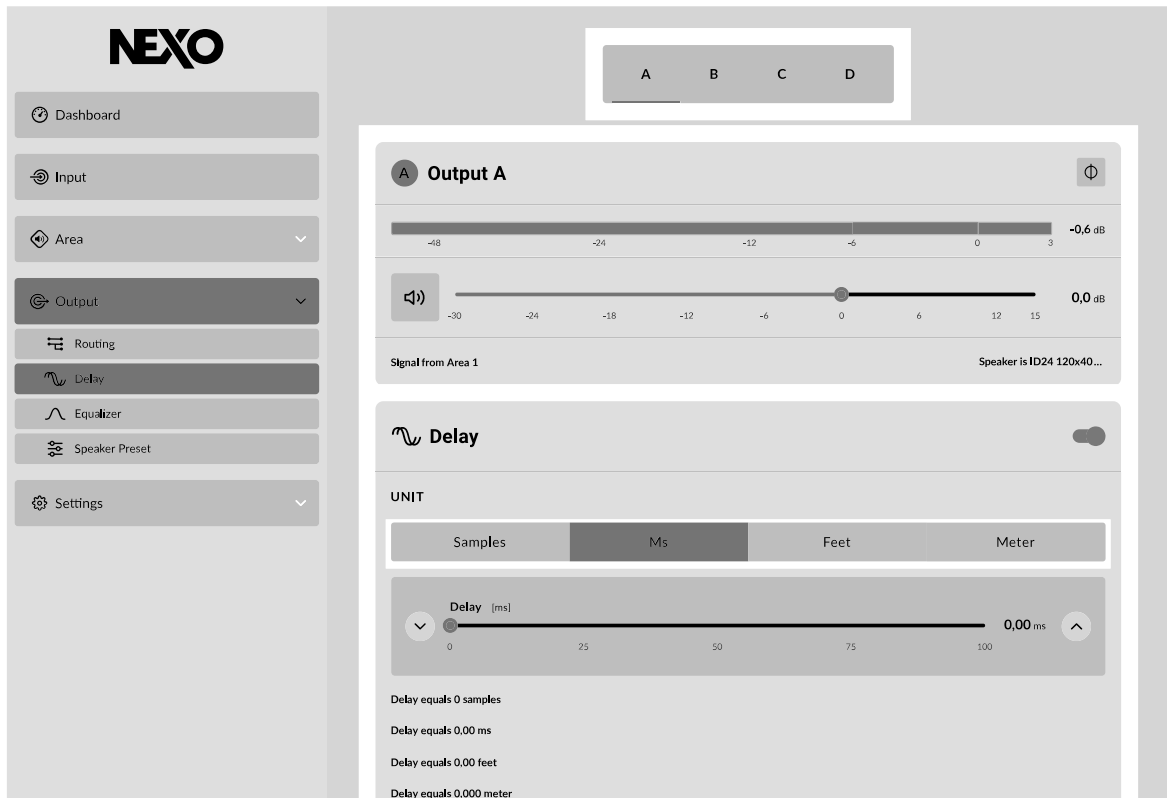 NEXO
Dashboard
Input
Area
Output
Routing
Delay
Equalizer
Speaker Preset
Settings
A B C D
A Output A
-0,6 dB
-48 -24 -12 -6 0 3
0,0 dB
-30 -24 -18 -12 -6 0 6 12 15
Signal from Area 1 Speaker is ID24 120x40...
Delay
UNIT
Samples Ms Feet Meter
Delay [ms]
0,00 ms
0 25 50 75 100
Delay equals 0 samples
Delay equals 0,00 ms
Delay equals 0,00 feet
Delay equals 0,000 meter